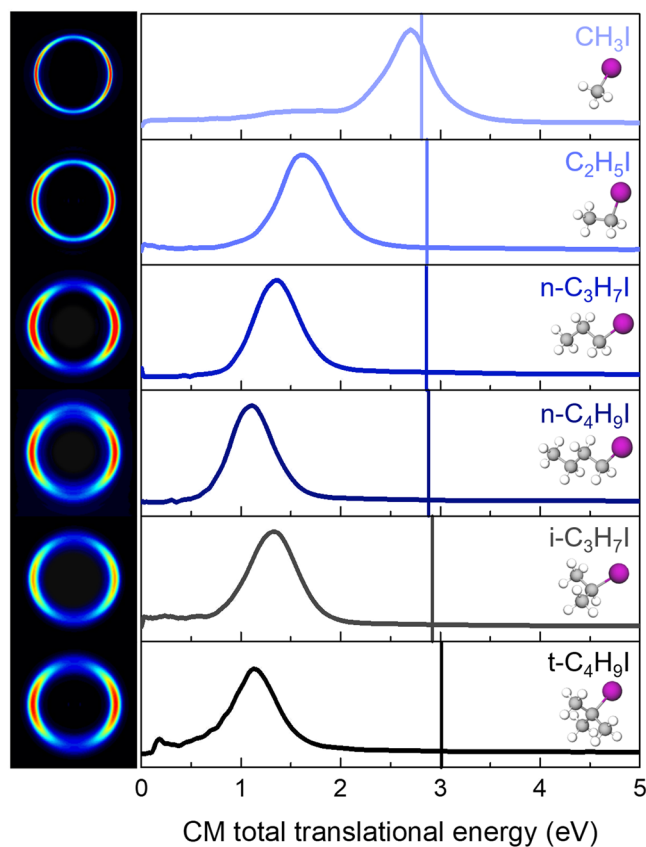 CH₃I
C₂H₅I
n-C₃H₇I
n-C₄H₉I
i-C₃H₇I
t-C₄H₉I
0 1 2 3 4 5
CM total translational energy (eV)